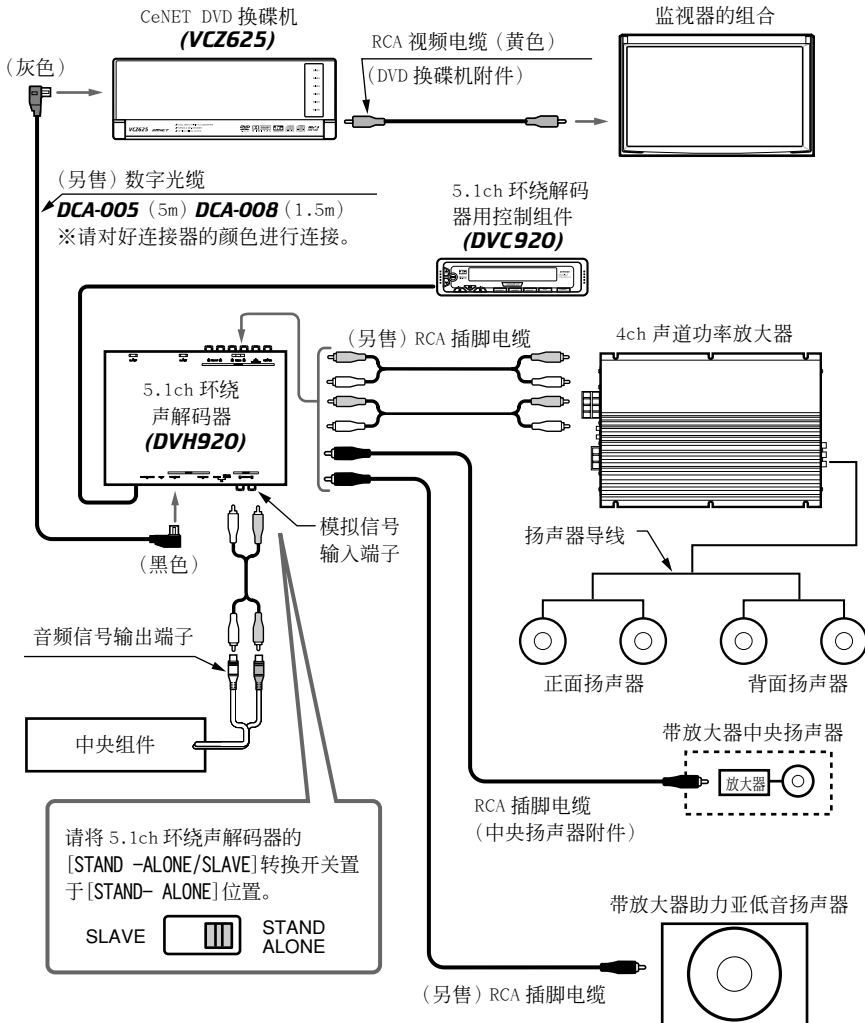 CeNET DVD 换碟机
(VCZ625)
监视器的组合
RCA 视频电缆（黄色）
（DVD 换碟机附件）
（灰色）
VCZ625
（另售）数字光缆
DCA-005（5m）DCA-008（1.5m）
※请对好连接器的颜色进行连接。
5.1ch 环绕解码
器用控制组件
(DVC920)
（另售）RCA 插脚电缆
4ch 声道功率放大器
5.1ch 环绕
声解码器
(DVH920)
模拟信号
输入端子
（黑色）
扬声器导线
音频信号输出端子
正面扬声器
背面扬声器
中央组件
带放大器中央扬声器
放大器
RCA 插脚电缆
（中央扬声器附件）
请将 5.1ch 环绕声解码器的
[STAND -ALONE/SLAVE]转换开关置
于[STAND- ALONE]位置。
SLAVE
STAND
ALONE
带放大器助力亚低音扬声器
（另售）RCA 插脚电缆